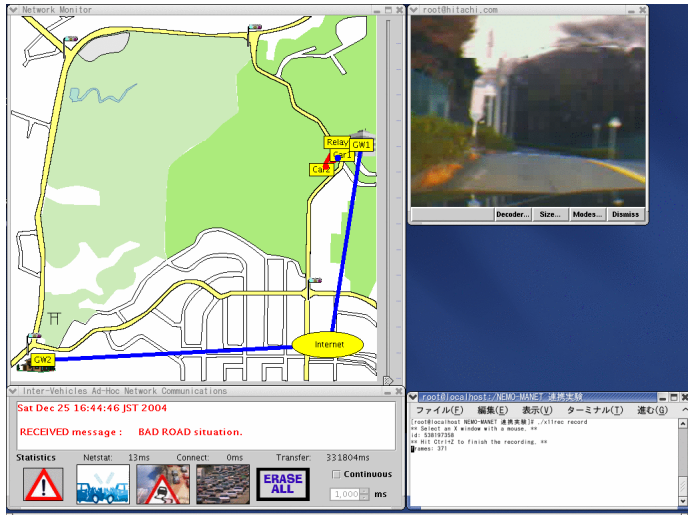 Network Monitor
Relay
GW1
Car1
Car2
Internet
GW2
root@hitachi.com
Decoder...
Size...
Modes...
Dismiss
Inter-Vehicles Ad-Hoc Network Communications
Sat Dec 25 16:44:46 JST 2004
RECEIVED message : BAD ROAD situation.
Statistics Netstat: 13ms Connect: 0ms Transfer: 331804ms
ERASE
ALL
Continuous
1,000 ms
root@localhost:/NEMO-MANET 連携実験
ファイル(F) 編集(E) 表示(V) ターミナル(T) 進む(G)
[root@localhost NEMO-MANET 連携実験]# ./x11rec record
** Select an X window with a mouse. **
id: 538197358
** Hit Ctrl+Z to finish the recording. **
frames: 371